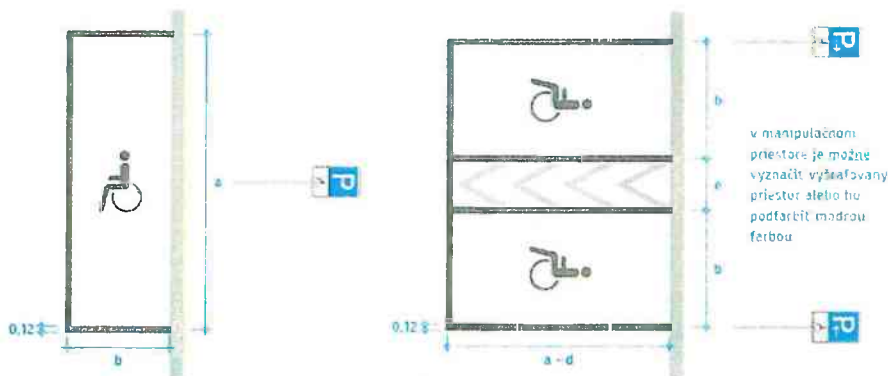 a
P
0,12
b
P
b
v manipulačnom
priestore je možné
vyznačiť vyšrafovaný
priestor alebo ho
podfarbiť modrou
farbou
e
b
0,12
a - d
P